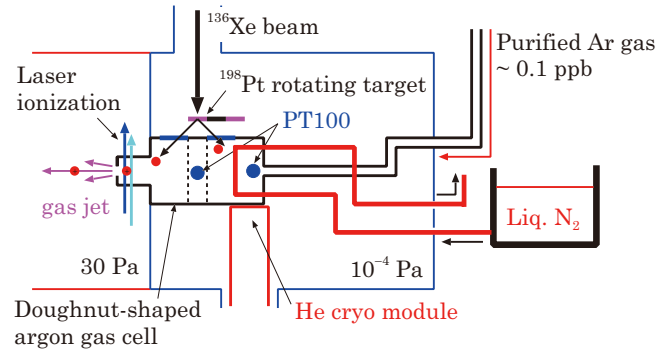 ¹³⁶Xe beam
Purified Ar gas
~ 0.1 ppb
Laser
ionization
¹⁹⁸Pt rotating target
PT100
gas jet
Liq. N₂
30 Pa
10⁻⁴ Pa
Doughnut-shaped
argon gas cell
He cryo module